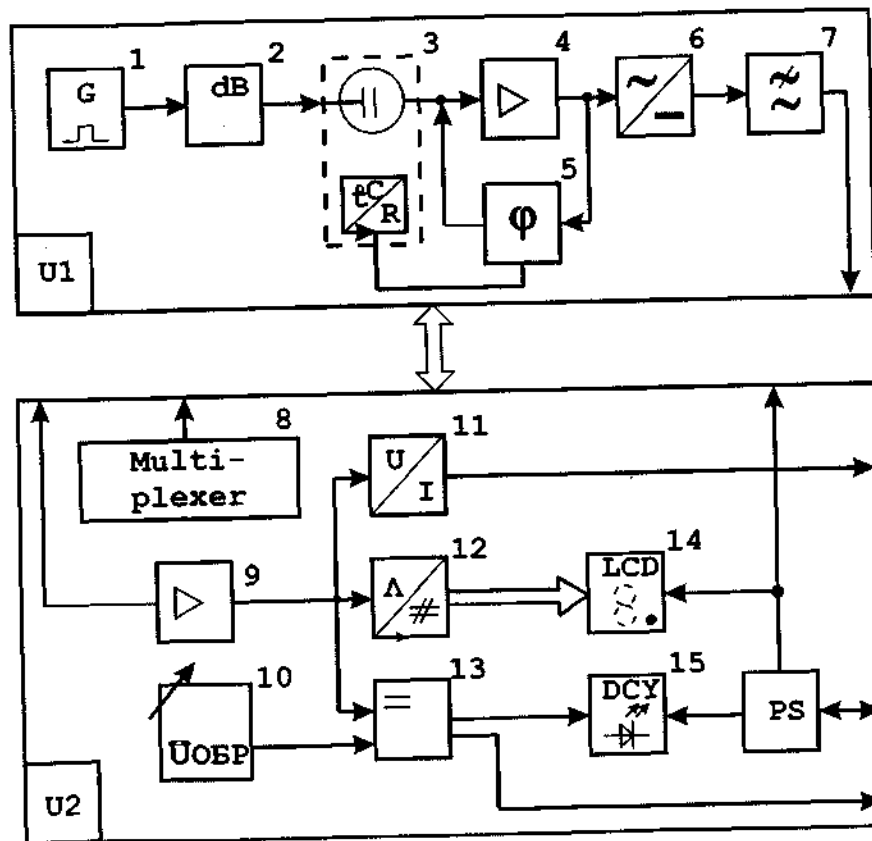 1
2
3
4
6
7
G
dB
5
t°C
R
φ
U1
8
11
Multi-
plexer
U
I
9
12
14
Λ
#
LCD
10
13
15
=
DCY
UОБР
PS
U2